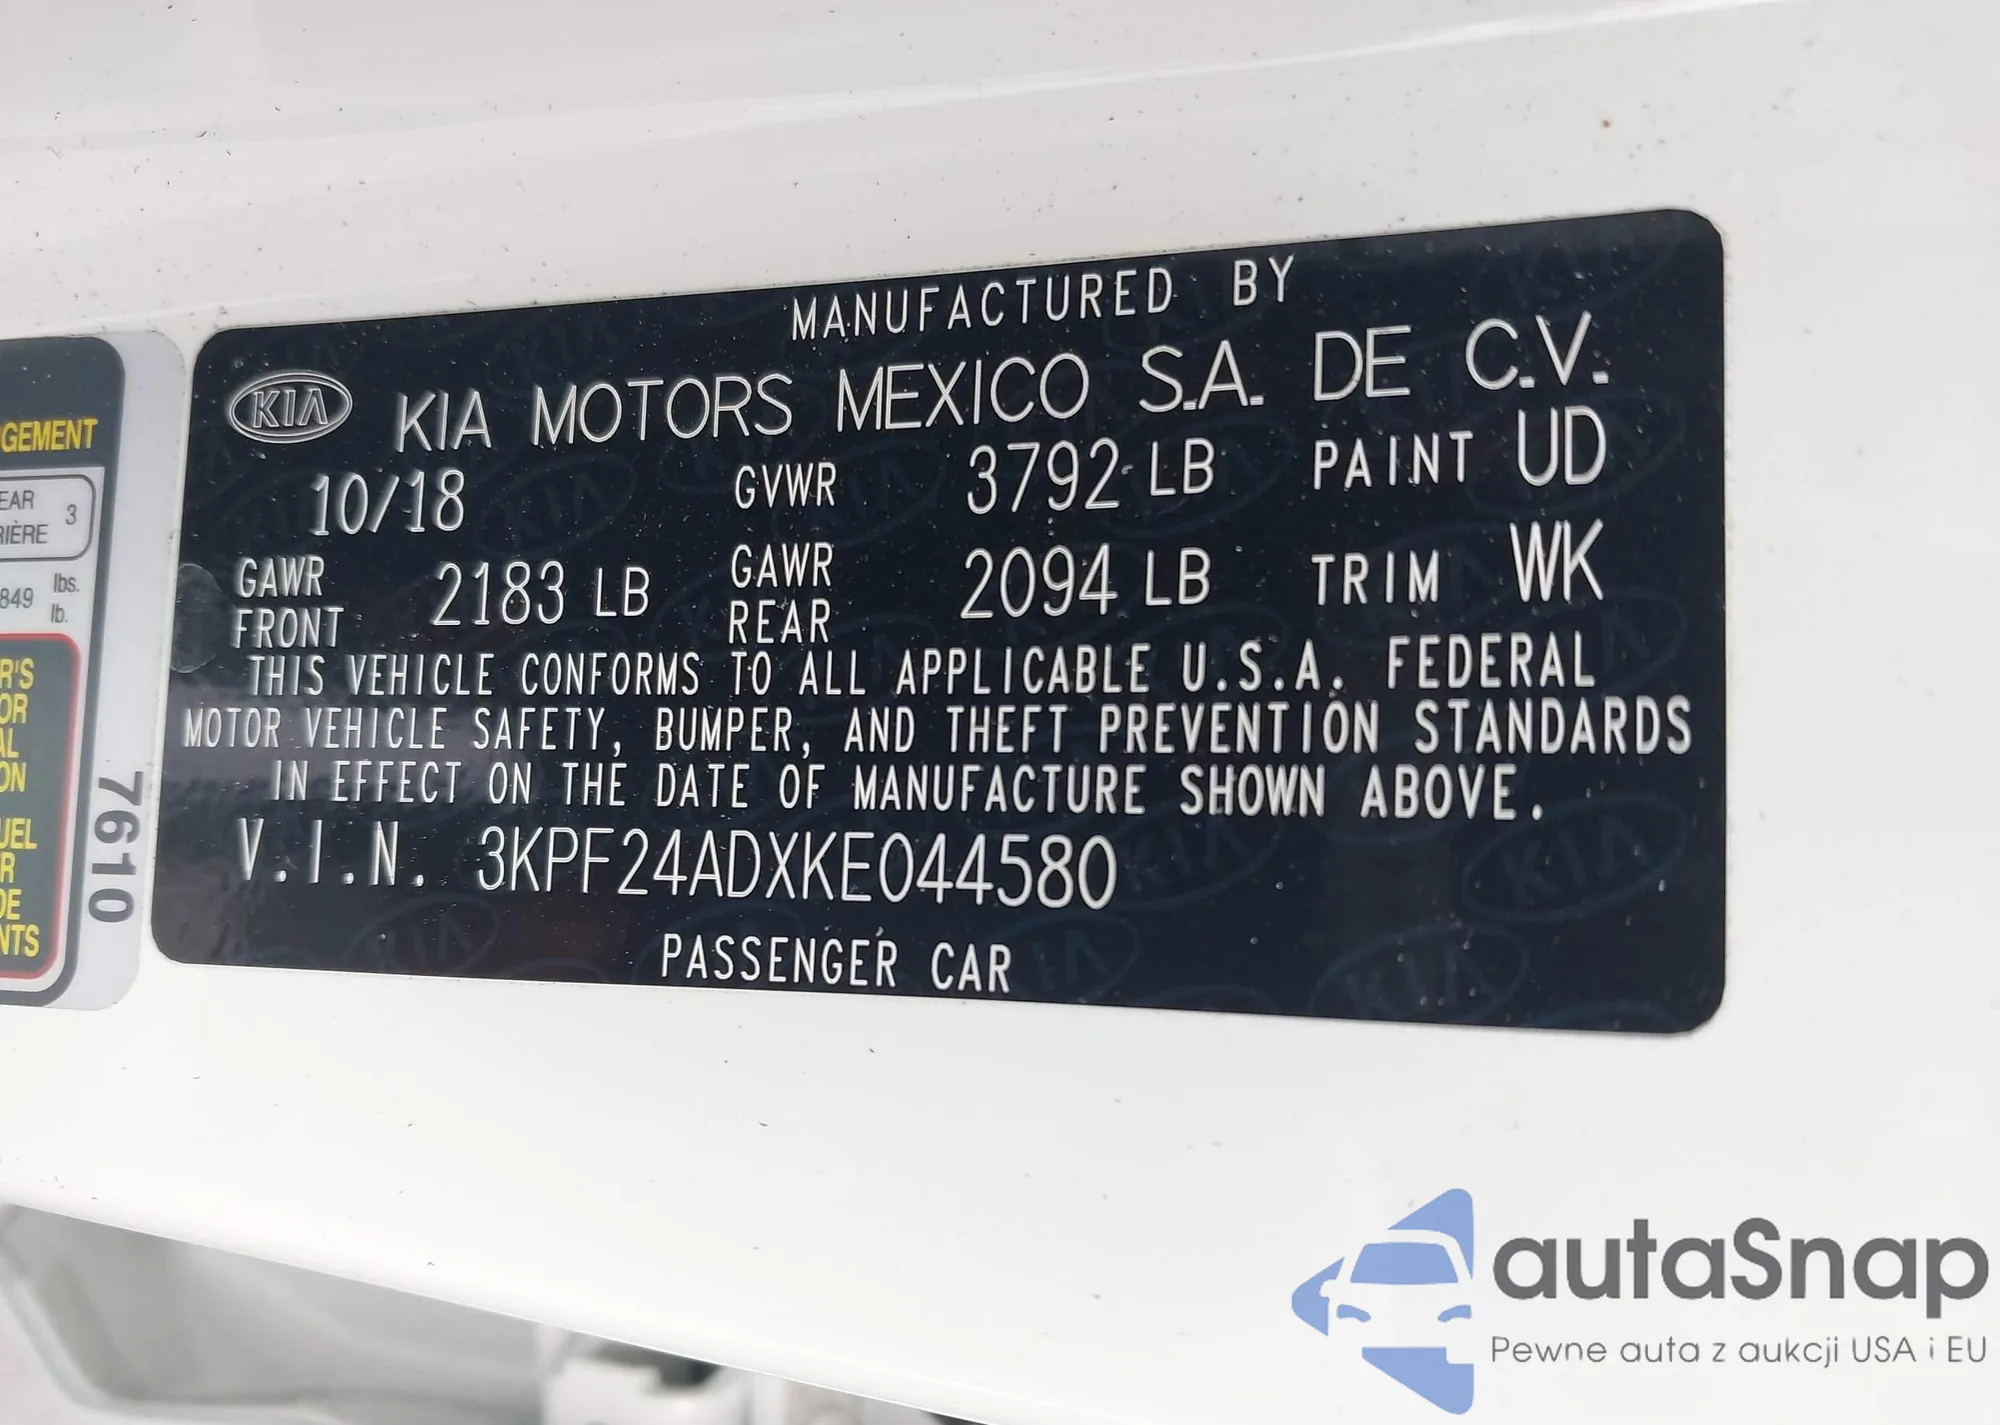 MANUFACTURED BY
KIA KIA MOTORS MEXICO S.A. DE C.V.
10/18 GVWR 3792 LB PAINT UD
GAWR FRONT 2183 LB GAWR REAR 2094 LB TRIM WK
THIS VEHICLE CONFORMS TO ALL APPLICABLE U.S.A. FEDERAL
MOTOR VEHICLE SAFETY, BUMPER, AND THEFT PREVENTION STANDARDS
IN EFFECT ON THE DATE OF MANUFACTURE SHOWN ABOVE.
V.I.N. 3KPF24ADXKE044580
PASSENGER CAR
3
lbs.
lb.
7610
autaSnap
Pewne auta z aukcji USA i EU